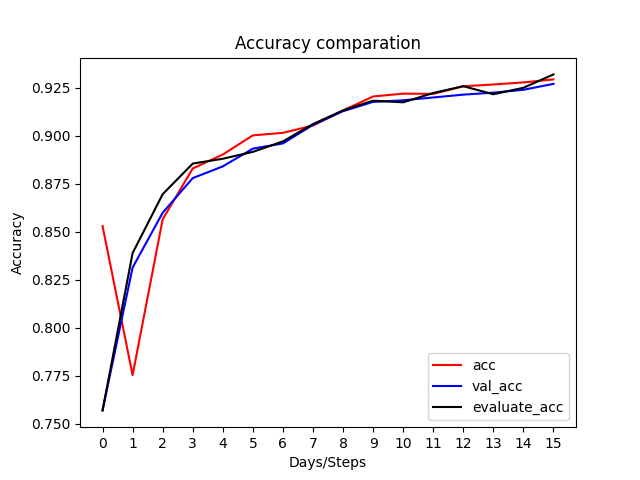 Accuracy comparation
0.925
0.900
0.875
0.850
0.825
0.800
0.775
0.750
Accuracy
acc
val_acc
evaluate_acc
0 1 2 3 4 5 6 7 8 9 10 11 12 13 14 15
Days/Steps